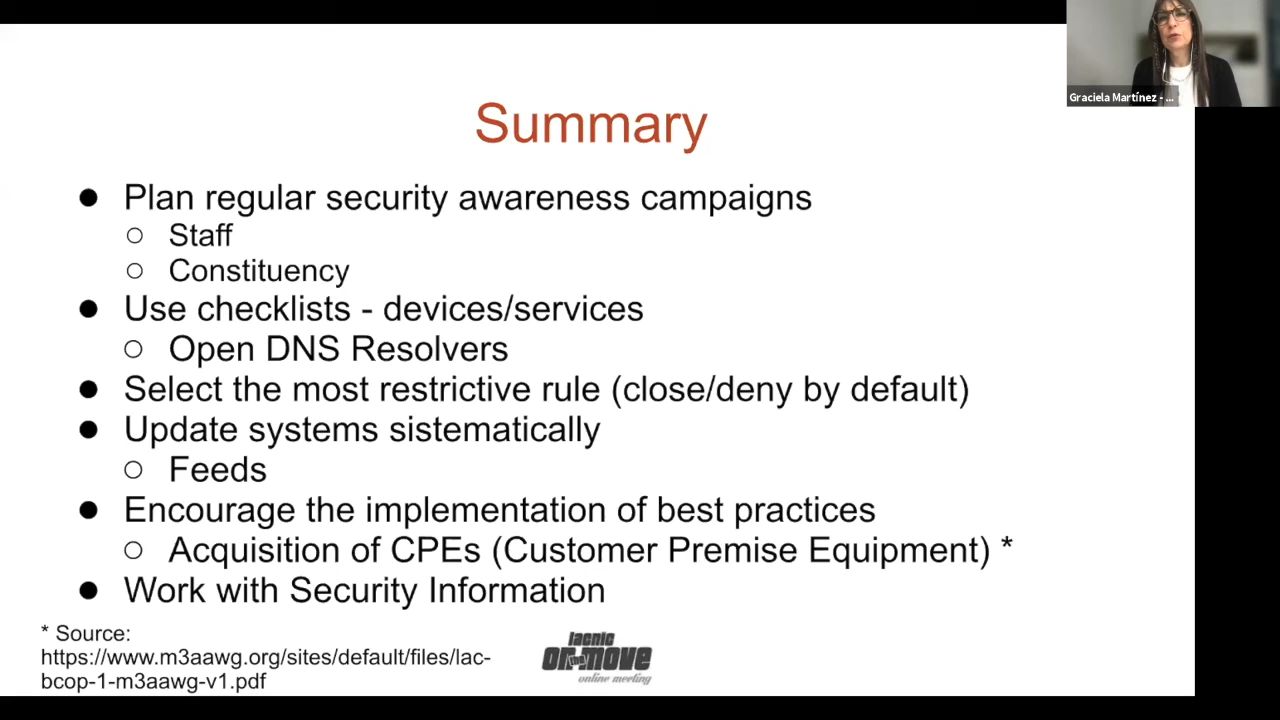 Graciela Martínez - ...
Summary
● Plan regular security awareness campaigns
○ Staff
○ Constituency
● Use checklists - devices/services
○ Open DNS Resolvers
● Select the most restrictive rule (close/deny by default)
● Update systems sistematically
○ Feeds
● Encourage the implementation of best practices
○ Acquisition of CPEs (Customer Premise Equipment) *
● Work with Security Information
* Source:
https://www.m3aawg.org/sites/default/files/lac-
bcop-1-m3aawg-v1.pdf
lacnic
on the move
online meeting